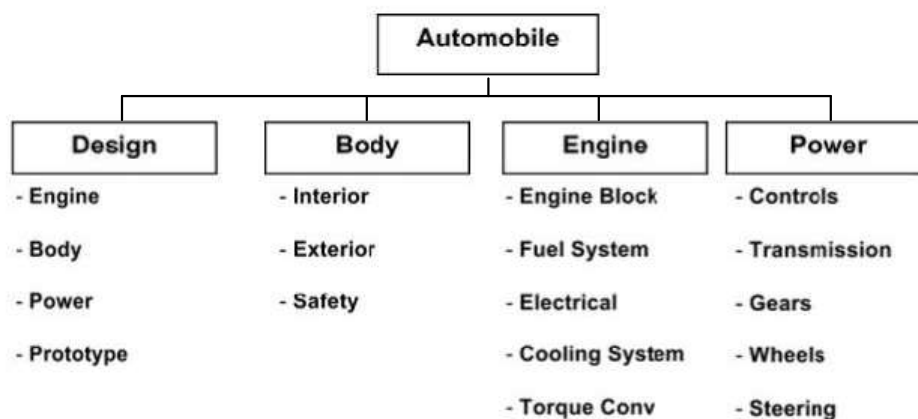 Automobile
Design
- Engine
- Body
- Power
- Prototype
Body
- Interior
- Exterior
- Safety
Engine
- Engine Block
- Fuel System
- Electrical
- Cooling System
- Torque Conv
Power
- Controls
- Transmission
- Gears
- Wheels
- Steering